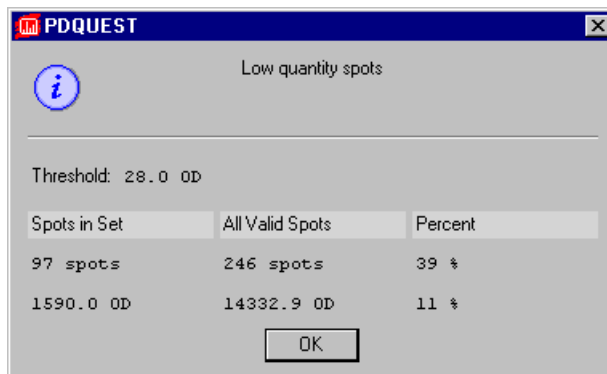 PDQUEST
Low quantity spots
Threshold: 28.0 OD
Spots in Set All Valid Spots Percent
97 spots 246 spots 39 %
1590.0 OD 14332.9 OD 11 %
OK